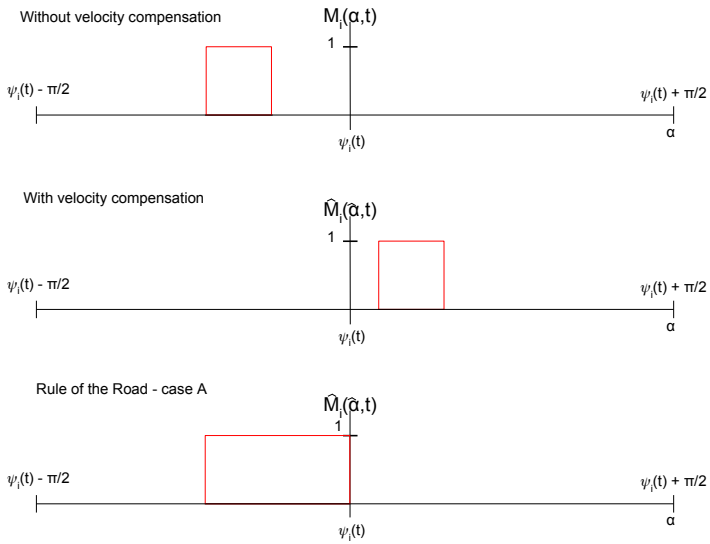 Without velocity compensation
M_i(α,t)
1
ψ_i(t) - π/2
ψ_i(t) + π/2
α
ψ_i(t)
With velocity compensation
M̂_i(α̂,t)
1
ψ_i(t) - π/2
ψ_i(t) + π/2
α
ψ_i(t)
Rule of the Road - case A
M̂_i(α̂,t)
1
ψ_i(t) - π/2
ψ_i(t) + π/2
α
ψ_i(t)